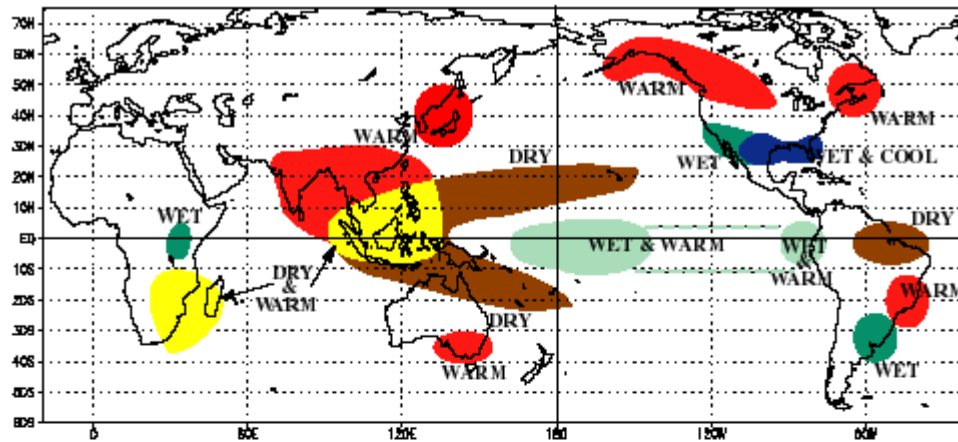 70N
60N
50N
40N
30N
20N
10N
EQ
10S
20S
30S
40S
50S
60S
WARM
WARM
WARM
DRY
WET
WET & COOL
WET
DRY
WET & WARM
WET
&
WARM
DRY
&
WARM
WARM
DRY
WARM
WET
0
60E
120E
180
120W
60W